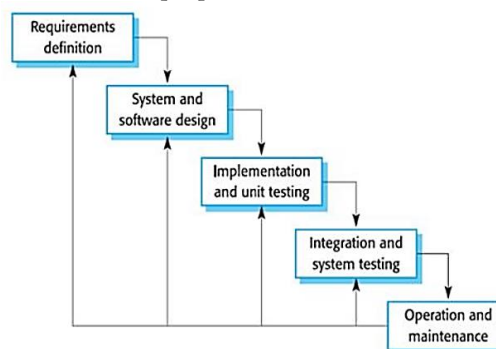 Requirements
definition
System and
software design
Implementation
and unit testing
Integration and
system testing
Operation and
maintenance